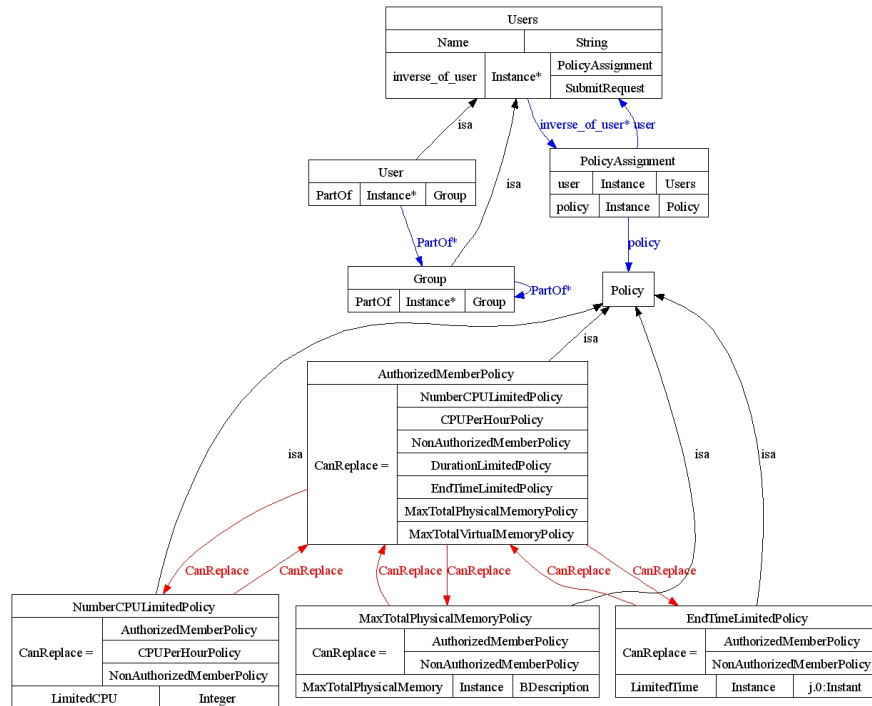 Users
Name String
inverse_of_user Instance* PolicyAssignment
SubmitRequest
isa
inverse_of_user* user
isa
User
PartOf Instance* Group
PolicyAssignment
user Instance Users
policy Instance Policy
PartOf*
policy
Group
PartOf Instance* Group
PartOf*
Policy
isa
AuthorizedMemberPolicy
CanReplace =
NumberCPULimitedPolicy
CPUPerHourPolicy
NonAuthorizedMemberPolicy
DurationLimitedPolicy
EndTimeLimitedPolicy
MaxTotalPhysicalMemoryPolicy
MaxTotalVirtualMemoryPolicy
isa
isa
isa
CanReplace
CanReplace
CanReplace
CanReplace
CanReplace
CanReplace
NumberCPULimitedPolicy
CanReplace =
AuthorizedMemberPolicy
CPUPerHourPolicy
NonAuthorizedMemberPolicy
LimitedCPU Integer
MaxTotalPhysicalMemoryPolicy
CanReplace =
AuthorizedMemberPolicy
NonAuthorizedMemberPolicy
MaxTotalPhysicalMemory Instance BDescription
EndTimeLimitedPolicy
CanReplace =
AuthorizedMemberPolicy
NonAuthorizedMemberPolicy
LimitedTime Instance j.0:Instant